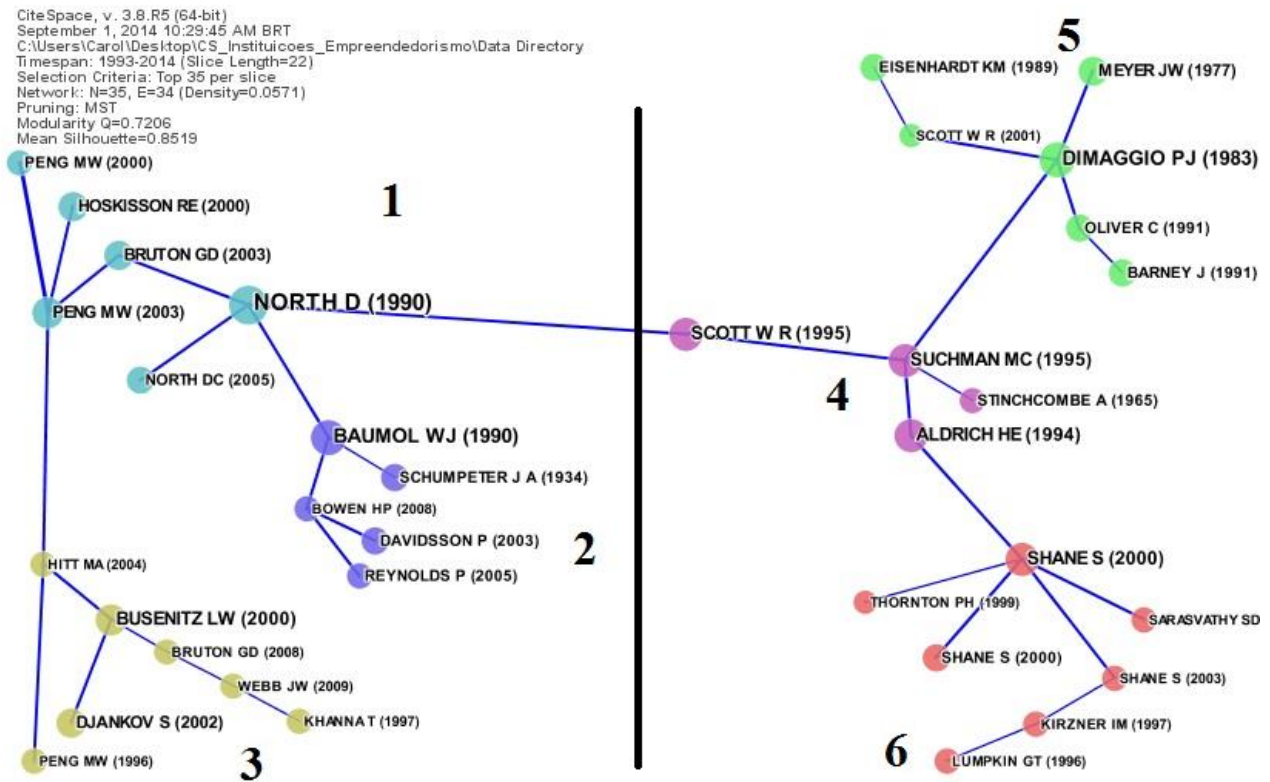 CiteSpace, v. 3.8.R5 (64-bit)
September 1, 2014 10:29:45 AM BRT
C:\Users\Carol\Desktop\CS_Instituicoes_Empreendedorismo\Data Directory
Timespan: 1993-2014 (Slice Length=22)
Selection Criteria: Top 35 per slice
Network: N=35, E=34 (Density=0.0571)
Pruning: MST
Modularity Q=0.7206
Mean Silhouette=0.8519
PENG MW (2000)
1
HOSKISSON RE (2000)
BRUTON GD (2003)
NORTH D (1990)
PENG MW (2003)
NORTH DC (2005)
BAUMOL WJ (1990)
SCHUMPETER J A (1934)
BOWEN HP (2008)
DAVIDSSON P (2003)
2
REYNOLDS P (2005)
HITT MA (2004)
BUSENITZ LW (2000)
BRUTON GD (2008)
WEBB JW (2009)
DJANKOV S (2002)
KHANNA T (1997)
PENG MW (1996)
3
5
EISENHARDT KM (1989)
MEYER JW (1977)
SCOTT W R (2001)
DIMAGGIO PJ (1983)
OLIVER C (1991)
BARNEY J (1991)
SCOTT W R (1995)
SUCHMAN MC (1995)
4
STINCHCOMBE A (1965)
ALDRICH HE (1994)
SHANE S (2000)
THORNTON PH (1999)
SARASVATHY SD
SHANE S (2000)
SHANE S (2003)
KIRZNER IM (1997)
6
LUMPKIN GT (1996)